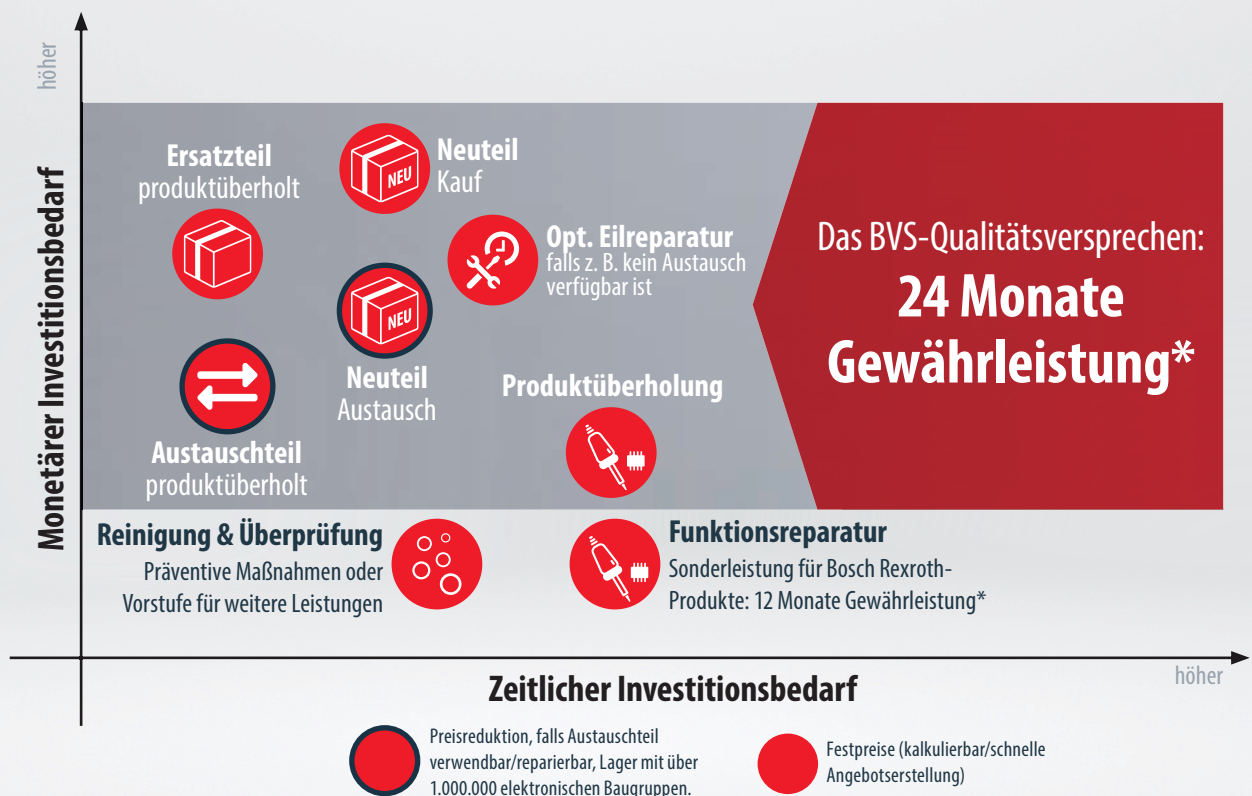 höher
Monetärer Investitionsbedarf
Ersatzteil
produktüberholt
NEU
Neuteil
Kauf
Opt. Eilreparatur
falls z. B. kein Austausch
verfügbar ist
NEU
Neuteil
Austausch
Austauschteil
produktüberholt
Produktüberholung
Das BVS-Qualitätsversprechen:
24 Monate
Gewährleistung*
Reinigung & Überprüfung
Präventive Maßnahmen oder
Vorstufe für weitere Leistungen
Funktionsreparatur
Sonderleistung für Bosch Rexroth-
Produkte: 12 Monate Gewährleistung*
höher
Zeitlicher Investitionsbedarf
Preisreduktion, falls Austauschteil
verwendbar/reparierbar, Lager mit über
1.000.000 elektronischen Baugruppen.
Festpreise (kalkulierbar/schnelle
Angebotserstellung)